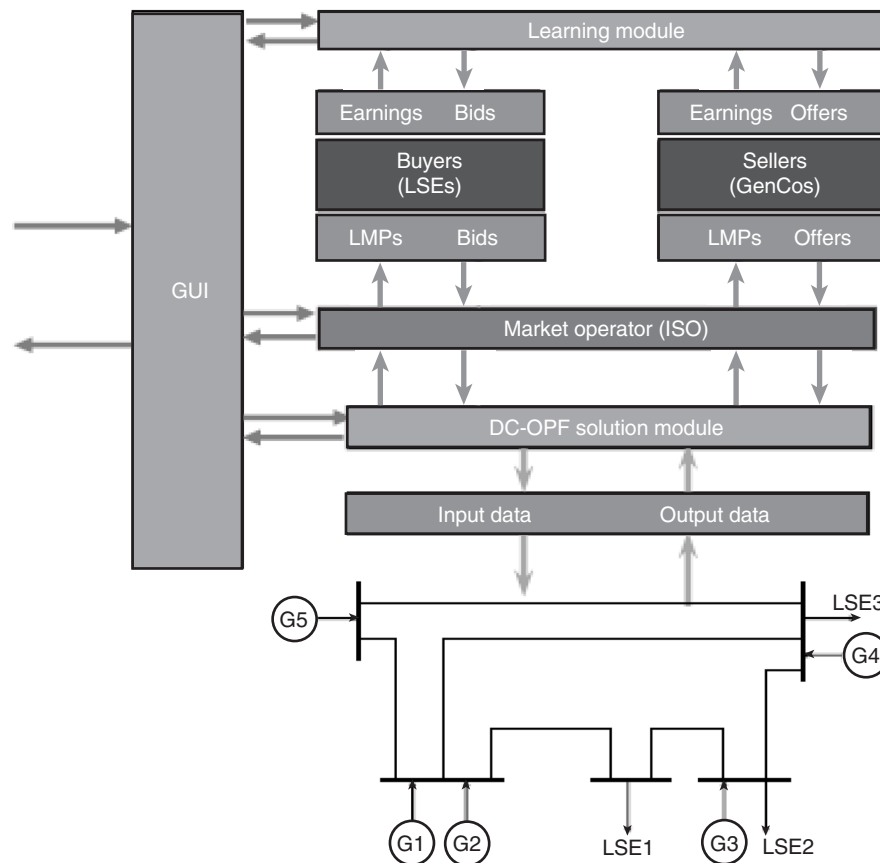 Learning module
Earnings Bids
Earnings Offers
Buyers
(LSEs)
Sellers
(GenCos)
LMPs Bids
LMPs Offers
GUI
Market operator (ISO)
DC-OPF solution module
Input data Output data
LSE3
G5
G4
G1
G2
LSE1
G3
LSE2